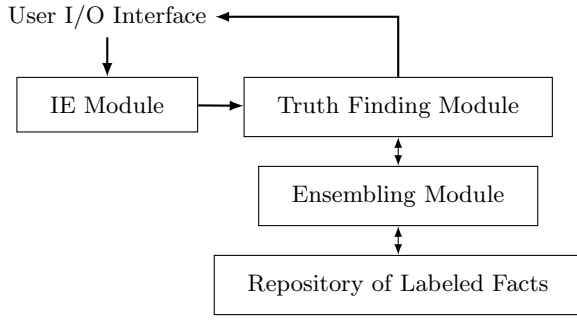 User I/O Interface
IE Module
Truth Finding Module
Ensembling Module
Repository of Labeled Facts